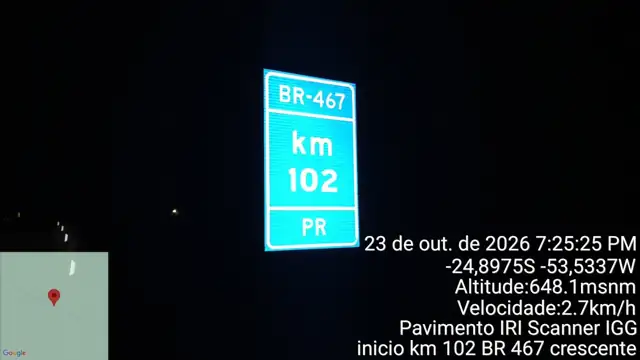 BR-467
km
102
PR
23 de out. de 2026 7:25:25 PM
-24,8975S -53,5337W
Altitude:648.1msnm
Velocidade:2.7km/h
Pavimento IRI Scanner IGG
inicio km 102 BR 467 crescente
Google